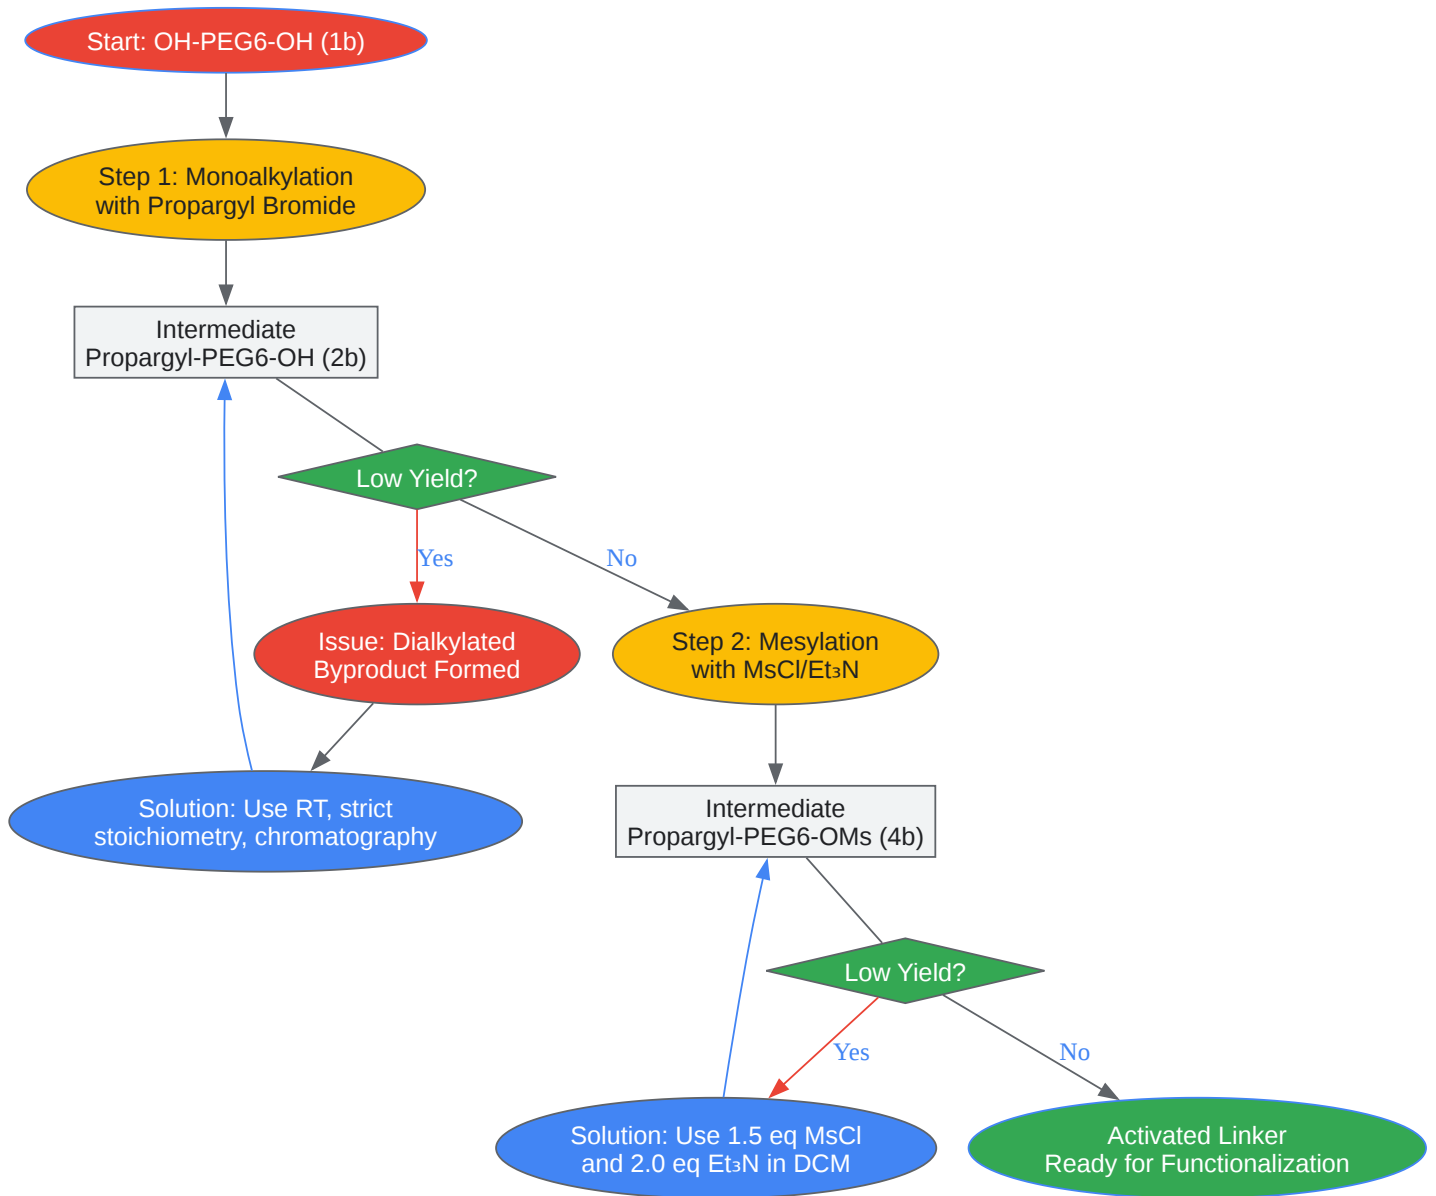 Start: OH-PEG6-OH (1b)
Step 1: Monoalkylation
with Propargyl Bromide
Intermediate
Propargyl-PEG6-OH (2b)
Low Yield?
Yes
No
Issue: Dialkylated
Byproduct Formed
Step 2: Mesylation
with MsCl/Et₃N
Solution: Use RT, strict
stoichiometry, chromatography
Intermediate
Propargyl-PEG6-OMs (4b)
Low Yield?
Yes
No
Solution: Use 1.5 eq MsCl
and 2.0 eq Et₃N in DCM
Activated Linker
Ready for Functionalization